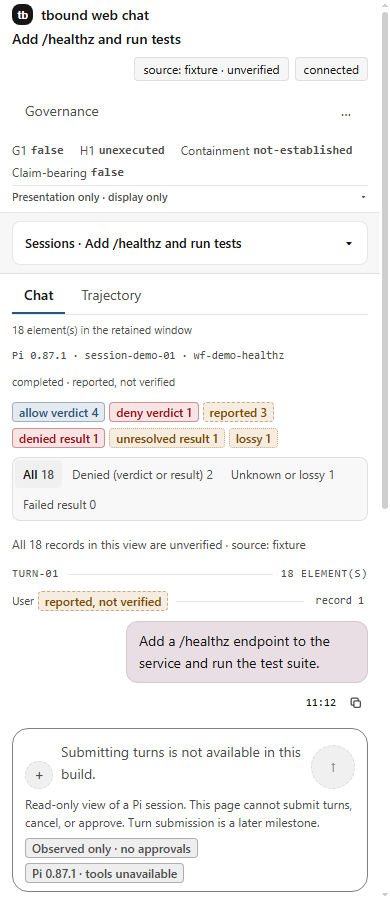 tb tbound web chat
Add /healthz and run tests
source: fixture · unverified connected
Governance ...
G1 false H1 unexecuted Containment not-established
Claim-bearing false
Presentation only · display only
Sessions · Add /healthz and run tests
Chat Trajectory
18 element(s) in the retained window
Pi 0.87.1 · session-demo-01 · wf-demo-healthz
completed · reported, not verified
allow verdict 4 deny verdict 1 reported 3
denied result 1 unresolved result 1 lossy 1
All 18 Denied (verdict or result) 2 Unknown or lossy 1
Failed result 0
All 18 records in this view are unverified · source: fixture
TURN-01 18 ELEMENT(S)
User reported, not verified record 1
Add a /healthz endpoint to the
service and run the test suite.
11:12
Submitting turns is not available in this
build.
+ ↑
Read-only view of a Pi session. This page cannot submit turns,
cancel, or approve. Turn submission is a later milestone.
Observed only · no approvals
Pi 0.87.1 · tools unavailable